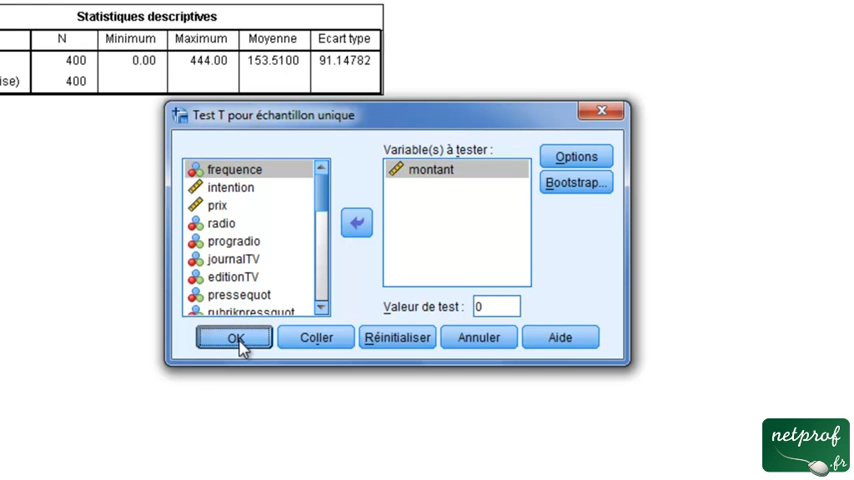 Statistiques descriptives
N Minimum Maximum Moyenne Ecart type
400 0.00 444.00 153.5100 91.14782
ise) 400
Test T pour échantillon unique
Variable(s) à tester :
frequence
intention
prix
radio
progradio
journalTV
editionTV
pressequot
rubrikpressquot
montant
Options
Bootstrap...
Valeur de test : 0
OK Coller Réinitialiser Annuler Aide
netprof
.fr